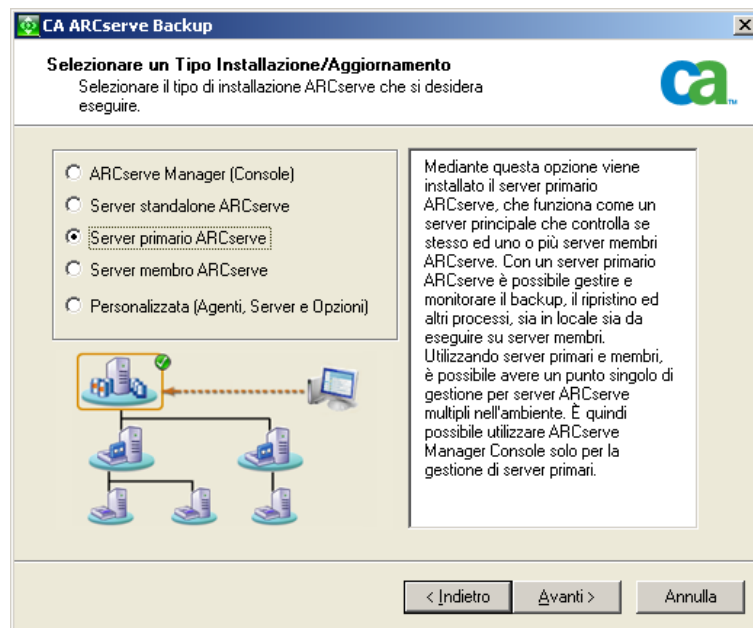 CA ARCserve Backup
Selezionare un Tipo Installazione/Aggiornamento
Selezionare il tipo di installazione ARCserve che si desidera
eseguire.
ca™
ARCserve Manager (Console)
Server standalone ARCserve
Server primario ARCserve
Server membro ARCserve
Personalizzata (Agenti, Server e Opzioni)
Mediante questa opzione viene
installato il server primario
ARCserve, che funziona come un
server principale che controlla se
stesso ed uno o più server membri
ARCserve. Con un server primario
ARCserve è possibile gestire e
monitorare il backup, il ripristino ed
altri processi, sia in locale sia da
eseguire su server membri.
Utilizzando server primari e membri,
è possibile avere un punto singolo di
gestione per server ARCserve
multipli nell'ambiente. È quindi
possibile utilizzare ARCserve
Manager Console solo per la
gestione di server primari.
< Indietro
Avanti >
Annulla